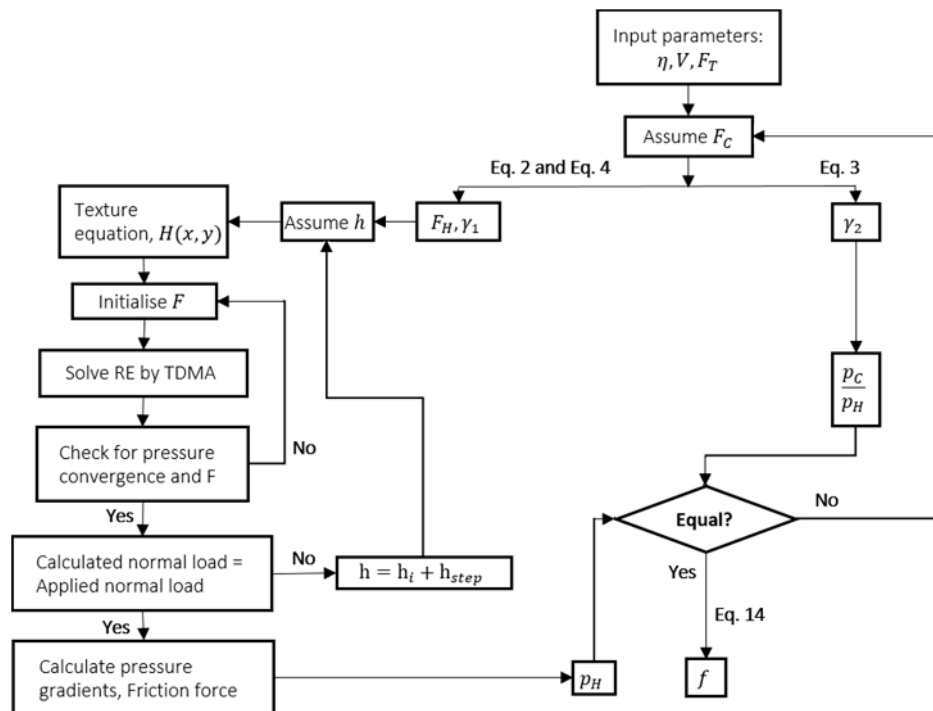 Input parameters:
η, V, F_T
Assume F_C
Eq. 2 and Eq. 4
Eq. 3
Texture
equation, H(x, y)
Assume h
F_H, γ_1
γ_2
Initialise F
Solve RE by TDMA
p_C
p_H
Check for pressure
convergence and F
No
Yes
Equal?
No
Calculated normal load =
Applied normal load
No
h = h_i + h_step
Yes
Yes
Eq. 14
Calculate pressure
gradients, Friction force
p_H
f